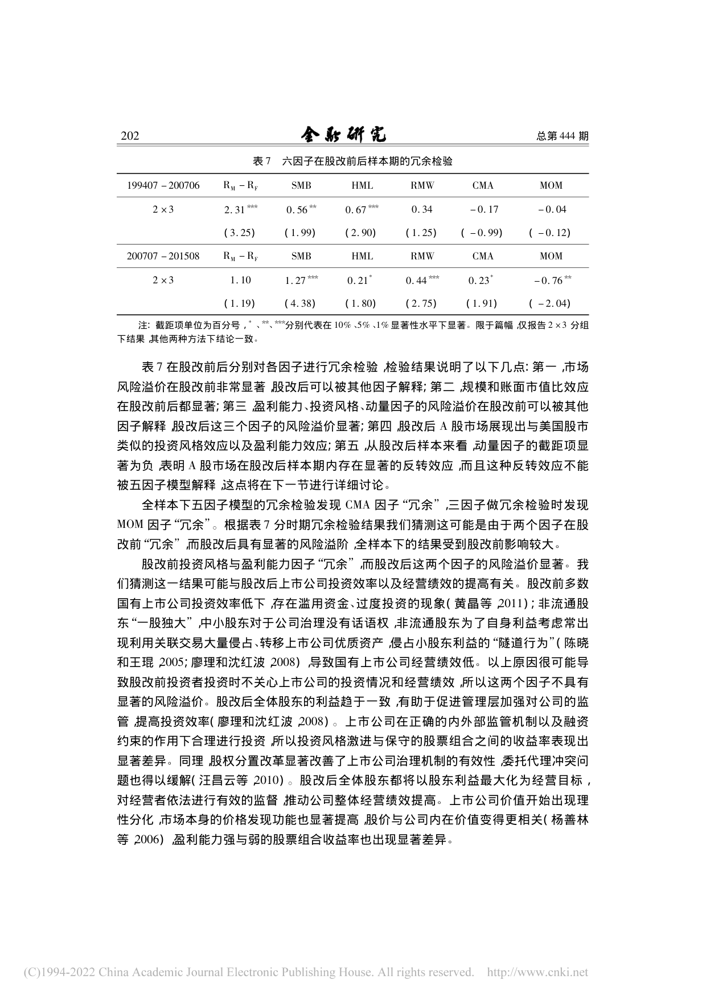 202 金融研究 总第 444 期
表 7 六因子在股改前后样本期的冗余检验
199407 – 200706 R_M – R_F SMB HML RMW CMA MOM
2 × 3 2.31*** 0.56** 0.67*** 0.34 – 0.17 – 0.04
(3.25) (1.99) (2.90) (1.25) ( – 0.99) ( – 0.12)
200707 – 201508 R_M – R_F SMB HML RMW CMA MOM
2 × 3 1.10 1.27*** 0.21* 0.44*** 0.23* – 0.76**
(1.19) (4.38) (1.80) (2.75) (1.91) ( – 2.04)
注: 截距项单位为百分号,*、**、***分别代表在 10%、5%、1% 显著性水平下显著。限于篇幅,仅报告 2 × 3 分组
下结果,其他两种方法下结论一致。
表 7 在股改前后分别对各因子进行冗余检验,检验结果说明了以下几点: 第一,市场
风险溢价在股改前非常显著,股改后可以被其他因子解释; 第二,规模和账面市值比效应
在股改前后都显著; 第三,盈利能力、投资风格、动量因子的风险溢价在股改前可以被其他
因子解释,股改后这三个因子的风险溢价显著; 第四,股改后 A 股市场展现出与美国股市
类似的投资风格效应以及盈利能力效应; 第五,从股改后样本来看,动量因子的截距项显
著为负,表明 A 股市场在股改后样本期内存在显著的反转效应,而且这种反转效应不能
被五因子模型解释,这点将在下一节进行详细讨论。
全样本下五因子模型的冗余检验发现 CMA 因子“冗余”,三因子做冗余检验时发现
MOM 因子“冗余”。根据表 7 分时期冗余检验结果我们猜测这可能是由于两个因子在股
改前“冗余”,而股改后具有显著的风险溢阶,全样本下的结果受到股改前影响较大。
股改前投资风格与盈利能力因子“冗余”,而股改后这两个因子的风险溢价显著。我
们猜测这一结果可能与股改后上市公司投资效率以及经营绩效的提高有关。股改前多数
国有上市公司投资效率低下,存在滥用资金、过度投资的现象( 黄晶等,2011) ; 非流通股
东“一股独大”,中小股东对于公司治理没有话语权,非流通股东为了自身利益考虑常出
现利用关联交易大量侵占、转移上市公司优质资产,侵占小股东利益的“隧道行为”( 陈晓
和王琨,2005; 廖理和沈红波,2008) ,导致国有上市公司经营绩效低。以上原因很可能导
致股改前投资者投资时不关心上市公司的投资情况和经营绩效,所以这两个因子不具有
显著的风险溢价。股改后全体股东的利益趋于一致,有助于促进管理层加强对公司的监
管,提高投资效率( 廖理和沈红波,2008) 。上市公司在正确的内外部监管机制以及融资
约束的作用下合理进行投资,所以投资风格激进与保守的股票组合之间的收益率表现出
显著差异。同理,股权分置改革显著改善了上市公司治理机制的有效性,委托代理冲突问
题也得以缓解( 汪昌云等,2010) 。股改后全体股东都将以股东利益最大化为经营目标,
对经营者依法进行有效的监督,推动公司整体经营绩效提高。上市公司价值开始出现理
性分化,市场本身的价格发现功能也显著提高,股价与公司内在价值变得更相关( 杨善林
等,2006) ,盈利能力强与弱的股票组合收益率也出现显著差异。
(C)1994-2022 China Academic Journal Electronic Publishing House. All rights reserved. http://www.cnki.net